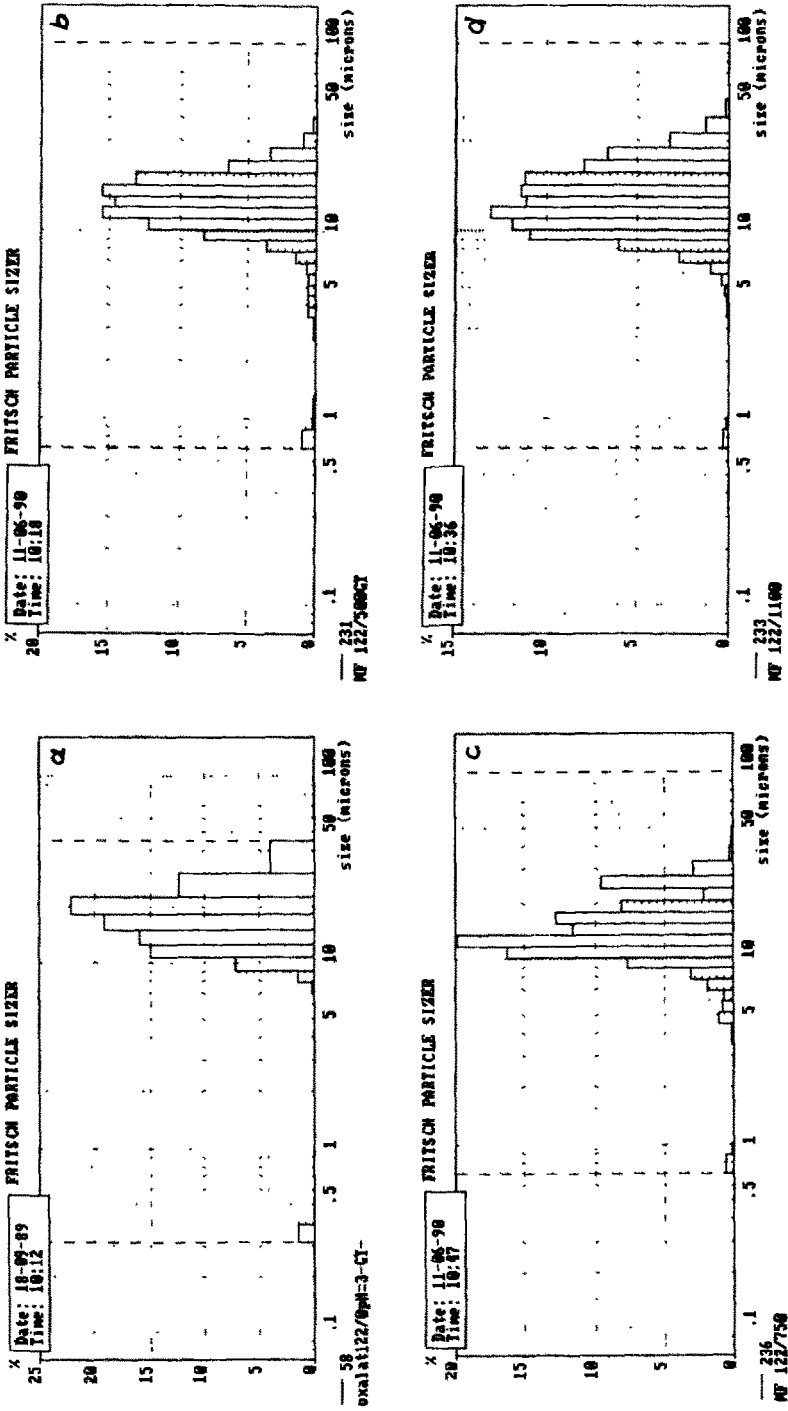 %
Date: 18-09-89
Time: 10:12
FRITSCH PARTICLE SIZER
a
25
20
15
10
5
0
.1
.5
1
5
10
50
100
size (microns)
58
oxalat122/0pH=3-GT-
%
Date: 11-06-90
Time: 10:10
FRITSCH PARTICLE SIZER
b
20
15
10
5
0
.1
.5
1
5
10
50
100
size (microns)
231
MF 122/500GT
%
Date: 11-06-90
Time: 10:47
FRITSCH PARTICLE SIZER
c
20
15
10
5
0
.1
.5
1
5
10
50
100
size (microns)
236
MF 122/750
%
Date: 11-06-90
Time: 10:36
FRITSCH PARTICLE SIZER
d
15
10
5
0
.1
.5
1
5
10
50
100
size (microns)
233
MF 122/1100